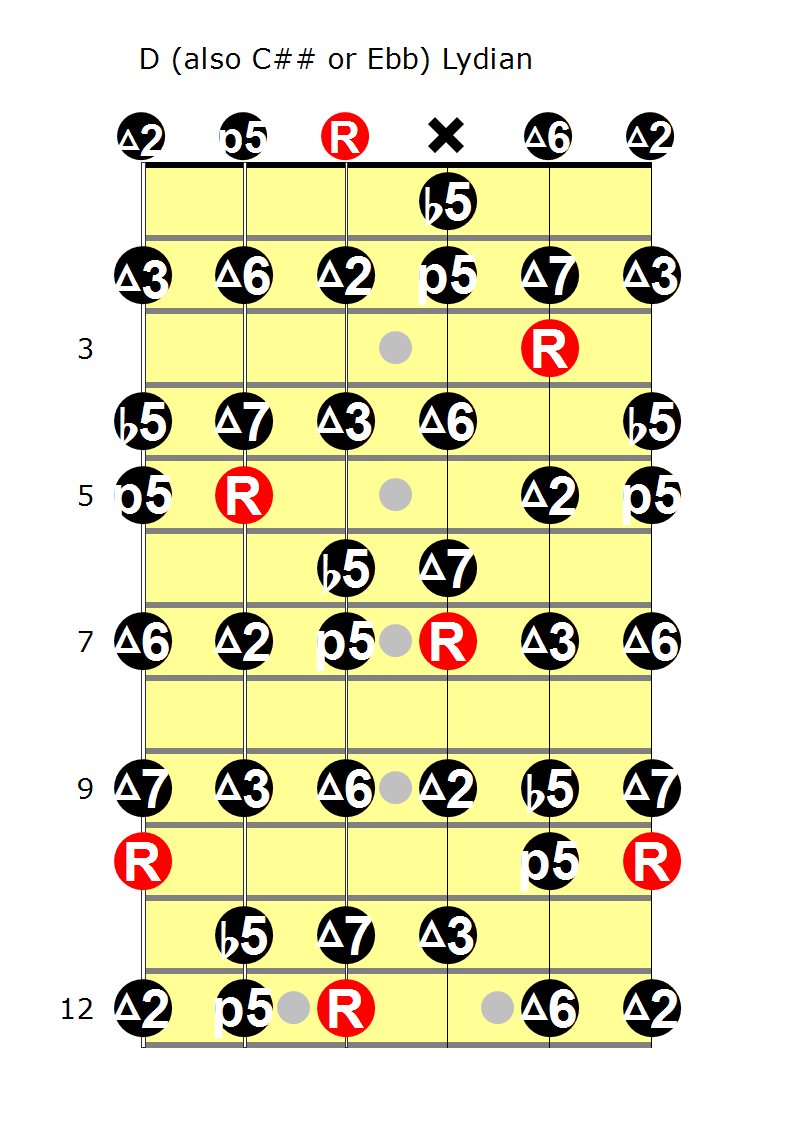 D (also C## or Ebb) Lydian
Δ2 p5 R × Δ6 Δ2
♭5
Δ3 Δ6 Δ2 p5 Δ7 Δ3
3 R
♭5 Δ7 Δ3 Δ6 ♭5
5 p5 R Δ2 p5
♭5 Δ7
7 Δ6 Δ2 p5 R Δ3 Δ6
9 Δ7 Δ3 Δ6 Δ2 ♭5 Δ7
R p5 R
♭5 Δ7 Δ3
12 Δ2 p5 R Δ6 Δ2